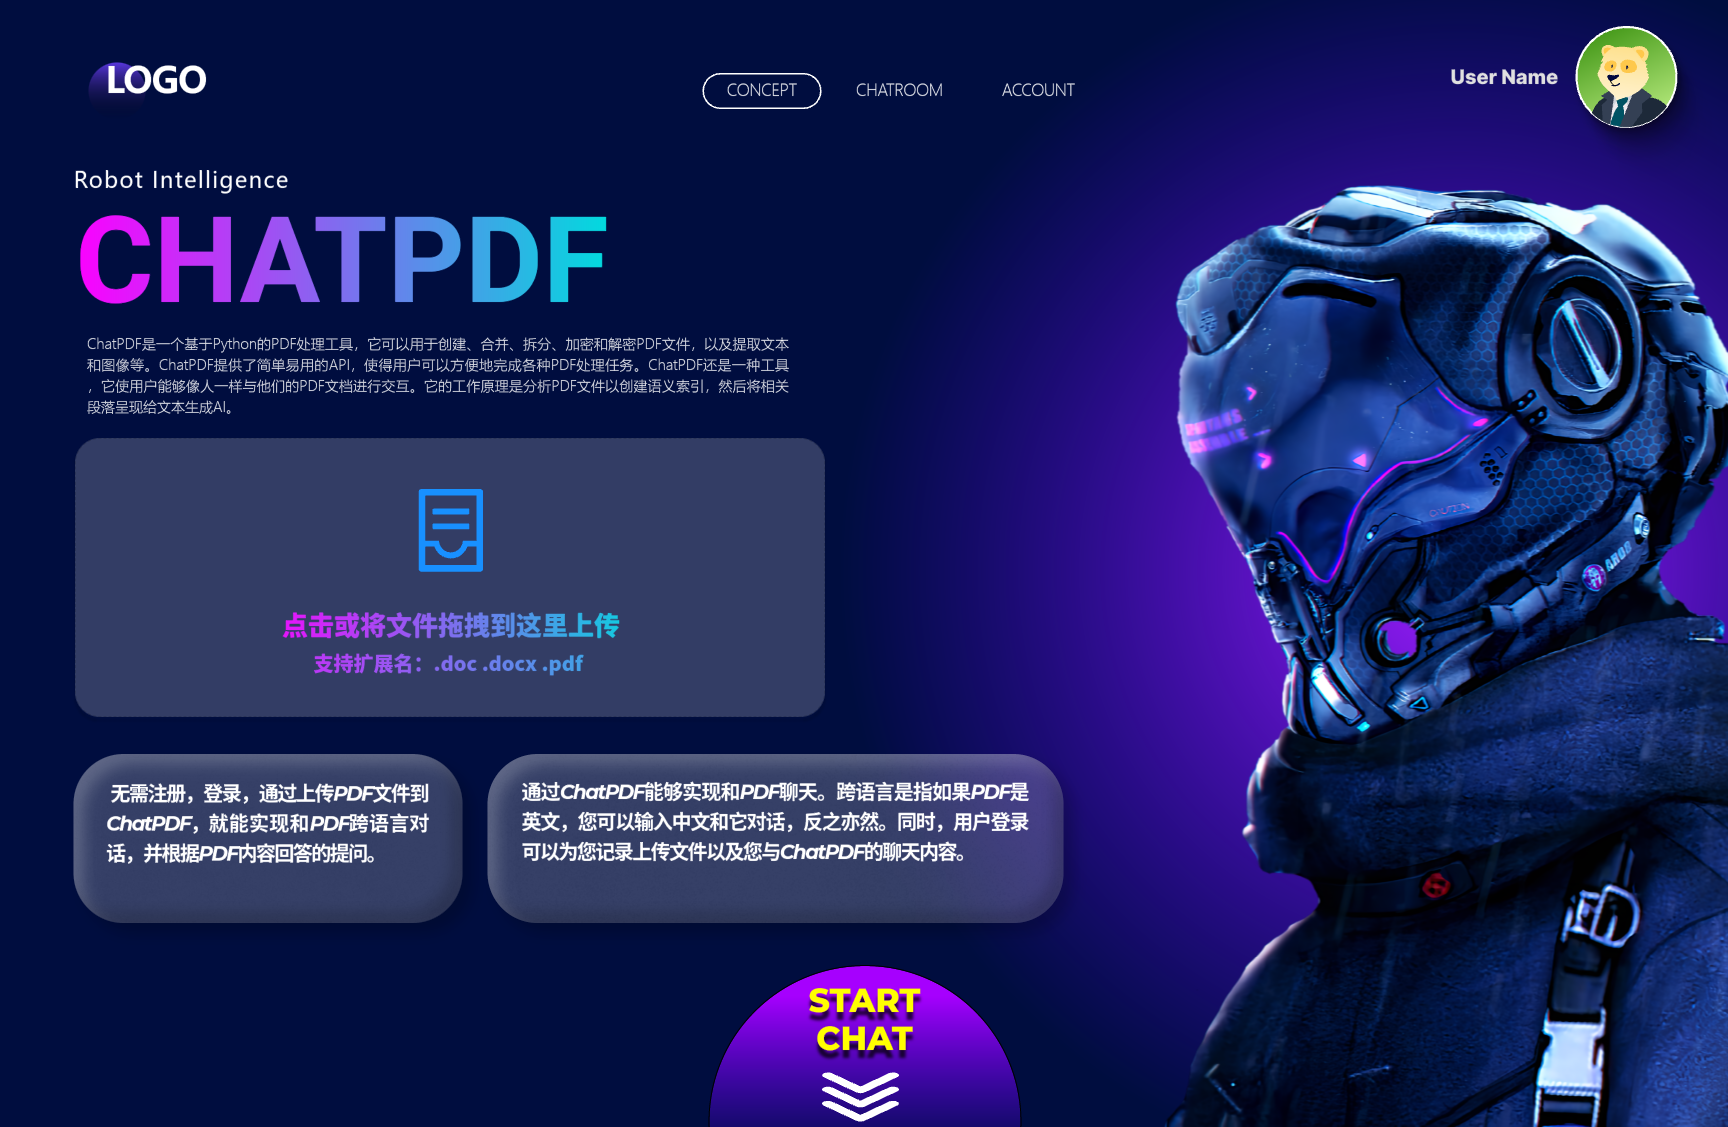 LOGO
CONCEPT
CHATROOM
ACCOUNT
User Name
Robot Intelligence
CHATPDF
ChatPDF是一个基于Python的PDF处理工具，它可以用于创建、合并、拆分、加密和解密PDF文件，以及提取文本
和图像等。ChatPDF提供了简单易用的API，使得用户可以方便地完成各种PDF处理任务。ChatPDF还是一种工具
，它使用户能够像人一样与他们的PDF文档进行交互。它的工作原理是分析PDF文件以创建语义索引，然后将相关
段落呈现给文本生成AI。
点击或将文件拖拽到这里上传
支持扩展名：.doc .docx .pdf
无需注册，登录，通过上传PDF文件到
ChatPDF，就能实现和PDF跨语言对
话，并根据PDF内容回答的提问。
通过ChatPDF能够实现和PDF聊天。跨语言是指如果PDF是
英文，您可以输入中文和它对话，反之亦然。同时，用户登录
可以为您记录上传文件以及您与ChatPDF的聊天内容。
START
CHAT